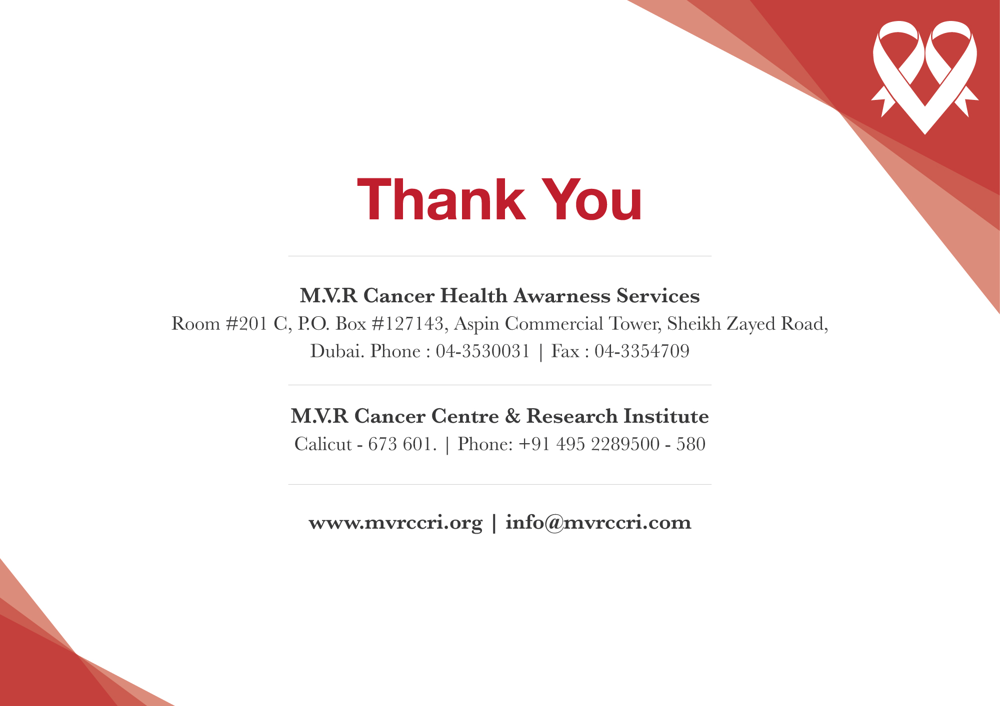 Thank You
M.V.R Cancer Health Awarness Services
Room #201 C, P.O. Box #127143, Aspin Commercial Tower, Sheikh Zayed Road,
Dubai. Phone : 04-3530031 | Fax : 04-3354709
M.V.R Cancer Centre & Research Institute
Calicut - 673 601. | Phone: +91 495 2289500 - 580
www.mvrccri.org | info@mvrccri.com